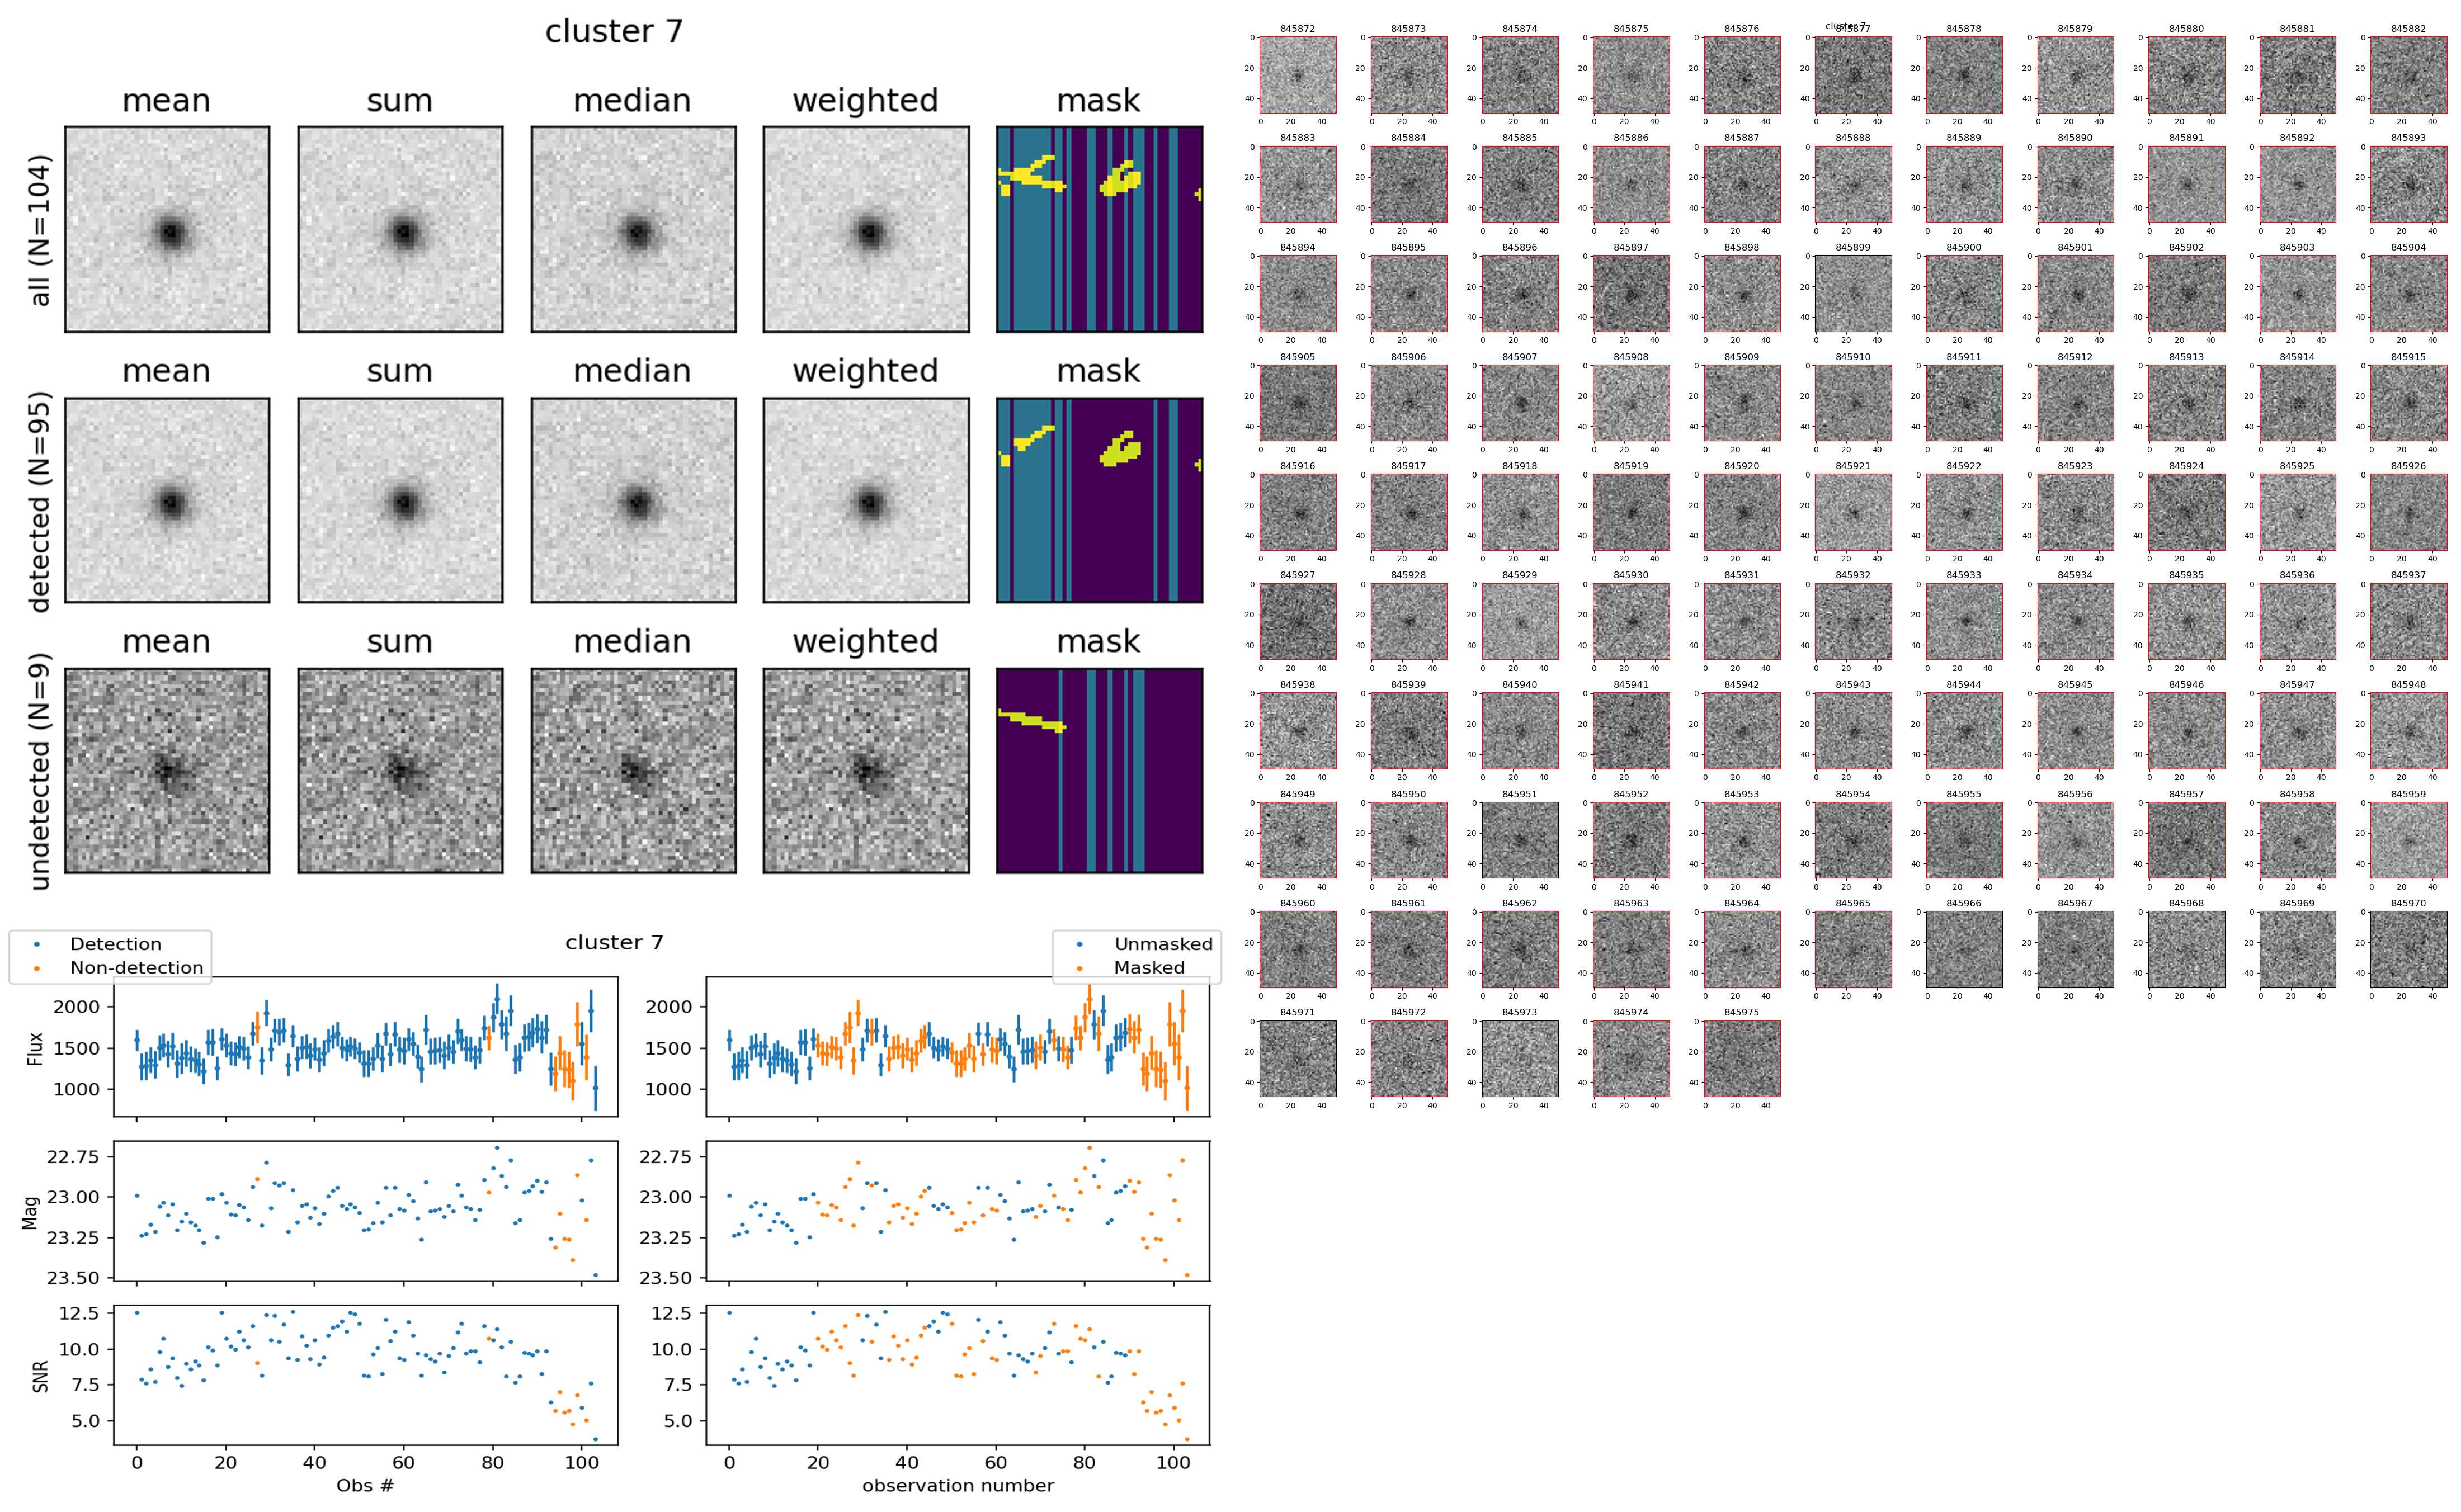 cluster 7
mean sum median weighted mask
all (N=104)
mean sum median weighted mask
detected (N=95)
mean sum median weighted mask
undetected (N=9)
Detection
Non-detection
cluster 7
Unmasked
Masked
Flux
2000
1500
1000
2000
1500
1000
Mag
22.75
23.00
23.25
23.50
22.75
23.00
23.25
23.50
SNR
12.5
10.0
7.5
5.0
12.5
10.0
7.5
5.0
0 20 40 60 80 100
Obs #
0 20 40 60 80 100
observation number
cluster 7
845872 845873 845874 845875 845876 845877 845878 845879 845880 845881 845882
845883 845884 845885 845886 845887 845888 845889 845890 845891 845892 845893
845894 845895 845896 845897 845898 845899 845900 845901 845902 845903 845904
845905 845906 845907 845908 845909 845910 845911 845912 845913 845914 845915
845916 845917 845918 845919 845920 845921 845922 845923 845924 845925 845926
845927 845928 845929 845930 845931 845932 845933 845934 845935 845936 845937
845938 845939 845940 845941 845942 845943 845944 845945 845946 845947 845948
845949 845950 845951 845952 845953 845954 845955 845956 845957 845958 845959
845960 845961 845962 845963 845964 845965 845966 845967 845968 845969 845970
845971 845972 845973 845974 845975